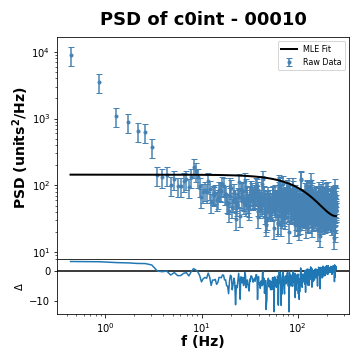 PSD of c0int - 00010
PSD (units²/Hz)
10⁴
10³
10²
10¹
MLE Fit
Raw Data
Δ
0
−10
10⁰
10¹
10²
f (Hz)